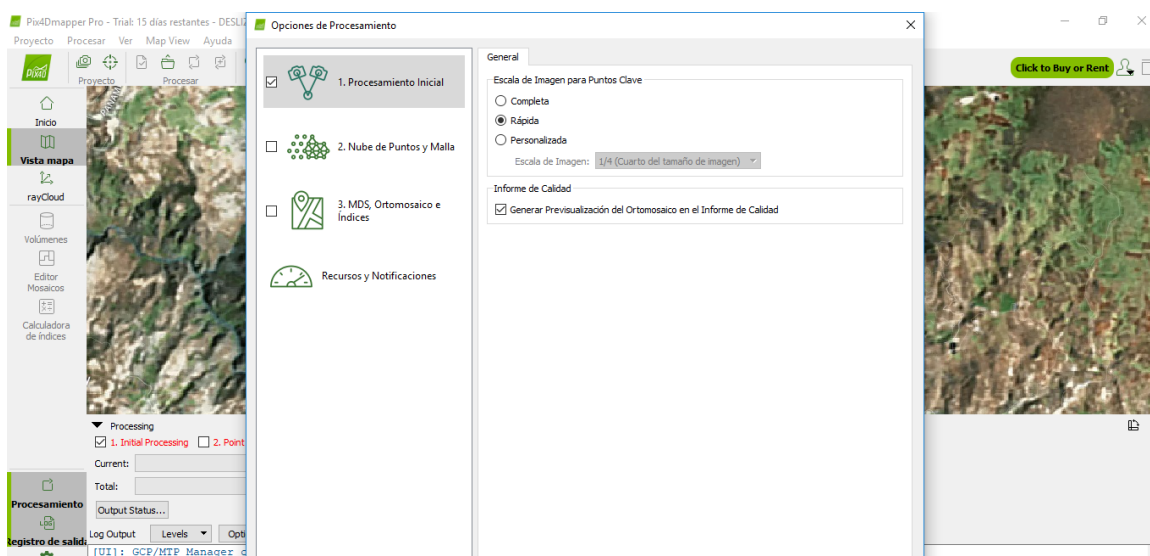 Pix4Dmapper Pro - Trial: 15 días restantes - DESLIZ
Opciones de Procesamiento
Proyecto Procesar Ver Map View Ayuda
General
PIX4D
Proyecto
Procesar
Click to Buy or Rent
1. Procesamiento Inicial
Escala de Imagen para Puntos Clave
Completa
Rápida
Personalizada
Escala de Imagen: 1/4 (Cuarto del tamaño de imagen)
Inicio
Vista mapa
2. Nube de Puntos y Malla
Informe de Calidad
Generar Previsualización del Ortomosaico en el Informe de Calidad
rayCloud
3. MDS, Ortomosaico e
Índices
Volúmenes
Recursos y Notificaciones
Editor
Mosaicos
Calculadora
de índices
Processing
1. Initial Processing 2. Point
Current:
Total:
Procesamiento
Output Status...
LOG
Registro de salida
Log Output Levels Opti
[UI]: GCP/MTP Manager c